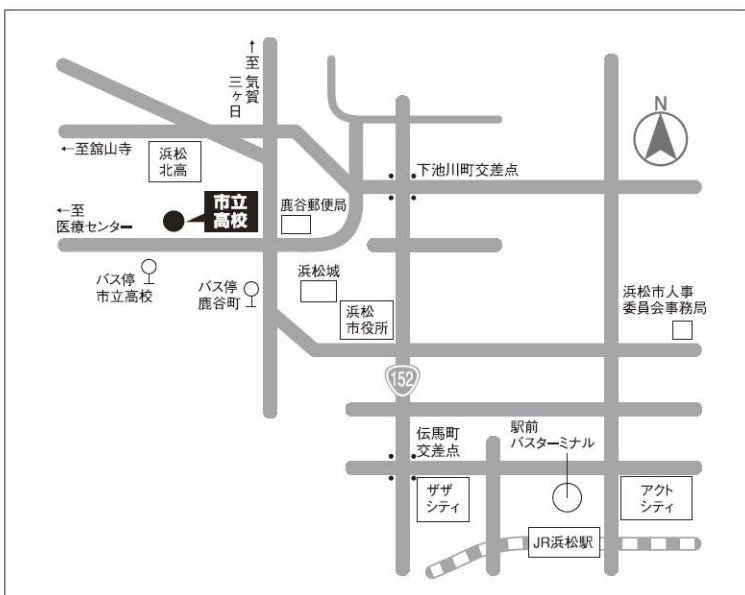 ↑至 気賀
三ヶ日
N
←至舘山寺
浜松
北高
下池川町交差点
市立
高校
鹿谷郵便局
←至
医療センター
バス停
市立高校
バス停
鹿谷町
浜松城
浜松
市役所
浜松市人事
委員会事務局
152
伝馬町
交差点
駅前
バスターミナル
ザザ
シティ
アクト
シティ
JR浜松駅